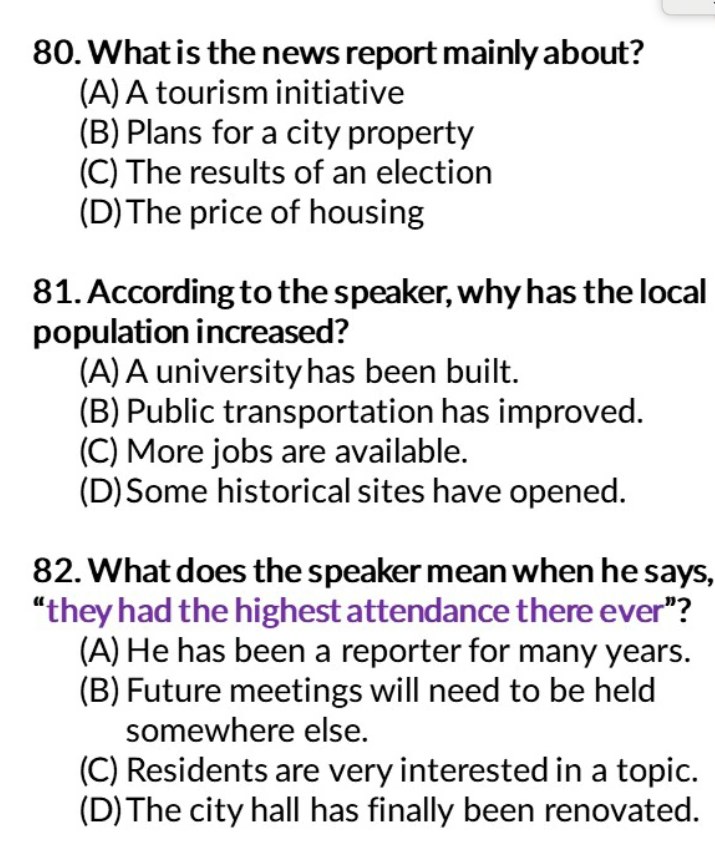 80. What is the news report mainly about?
(A) A tourism initiative
(B) Plans for a city property
(C) The results of an election
(D) The price of housing
81. According to the speaker, why has the local
population increased?
(A) A university has been built.
(B) Public transportation has improved.
(C) More jobs are available.
(D) Some historical sites have opened.
82. What does the speaker mean when he says,
“they had the highest attendance there ever”?
(A) He has been a reporter for many years.
(B) Future meetings will need to be held
somewhere else.
(C) Residents are very interested in a topic.
(D) The city hall has finally been renovated.